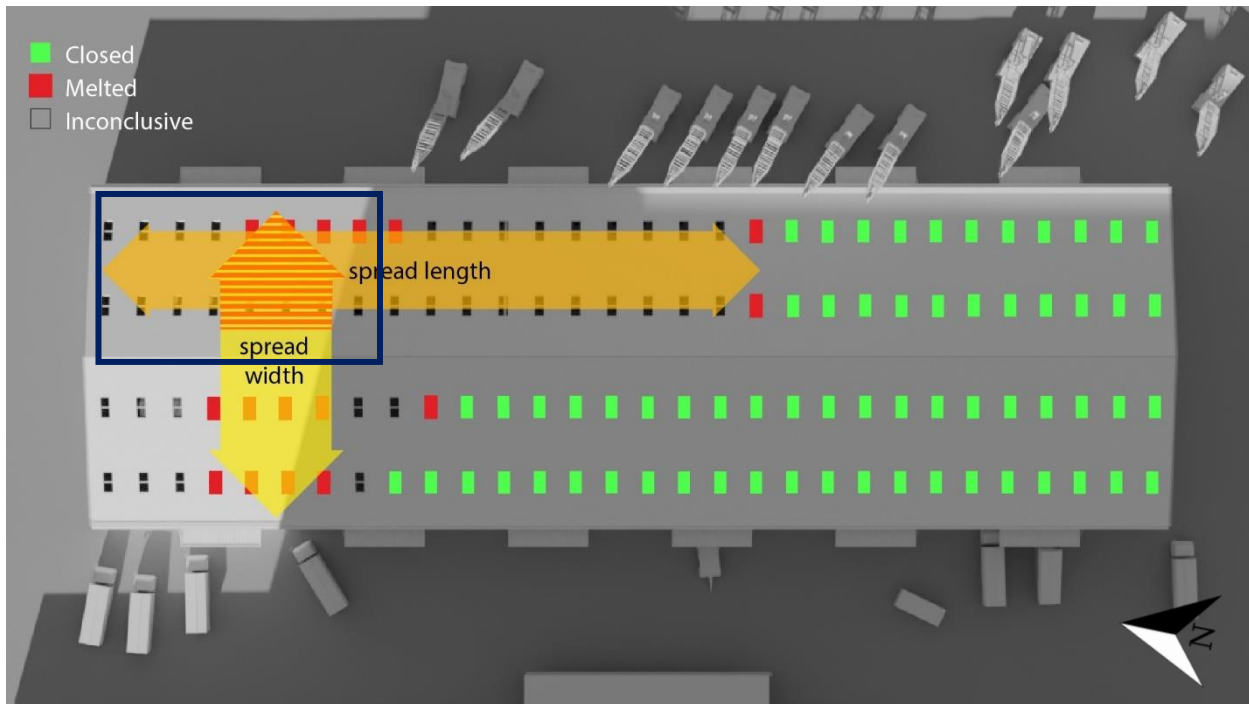 Closed
Melted
Inconclusive
spread length
spread
width
N